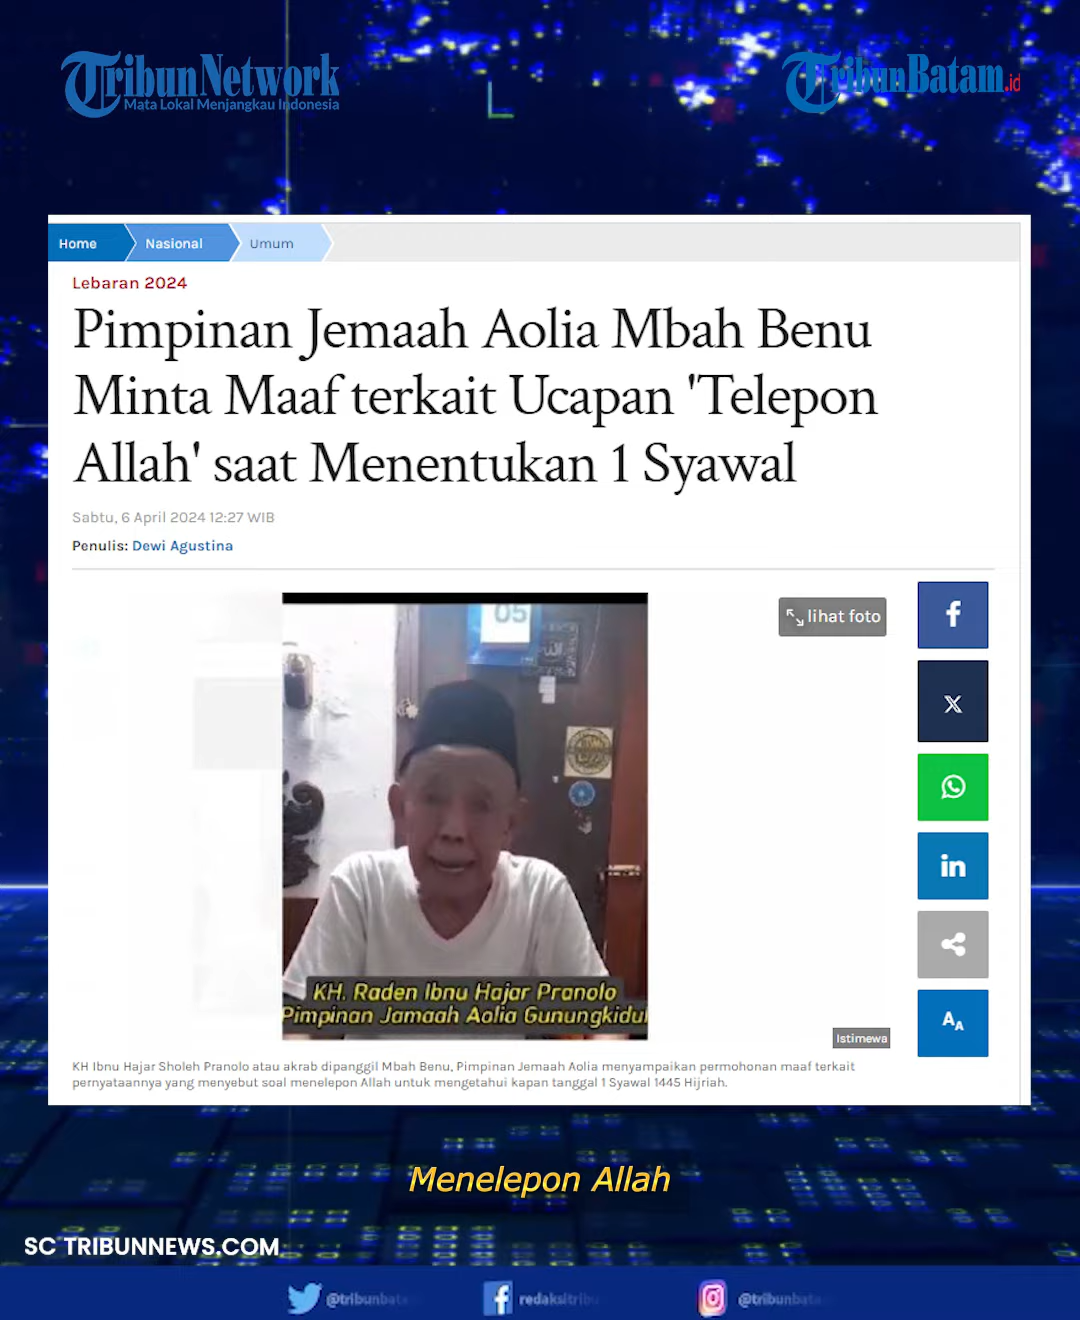 TribunNetwork
Mata Lokal Menjangkau Indonesia
TribunBatam.id
Home
Nasional
Umum
Lebaran 2024
Pimpinan Jemaah Aolia Mbah Benu
Minta Maaf terkait Ucapan 'Telepon
Allah' saat Menentukan 1 Syawal
Sabtu, 6 April 2024 12:27 WIB
Penulis: Dewi Agustina
lihat foto
05
KH. Raden Ibnu Hajar Pranolo
Pimpinan Jamaah Aolia Gunungkidul
Istimewa
KH Ibnu Hajar Sholeh Pranolo atau akrab dipanggil Mbah Benu, Pimpinan Jemaah Aolia menyampaikan permohonan maaf terkait
pernyataannya yang menyebut soal menelepon Allah untuk mengetahui kapan tanggal 1 Syawal 1445 Hijriah.
Menelepon Allah
SC TRIBUNNEWS.COM